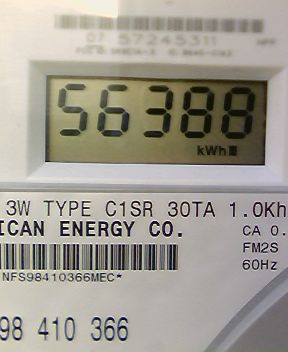 07 57245311
56388
kWh
3W TYPE C1SR 30TA 1.0Kh
ICAN ENERGY CO.
CA 0.
FM2S
60Hz
NFS98410366MEC*
98 410 366